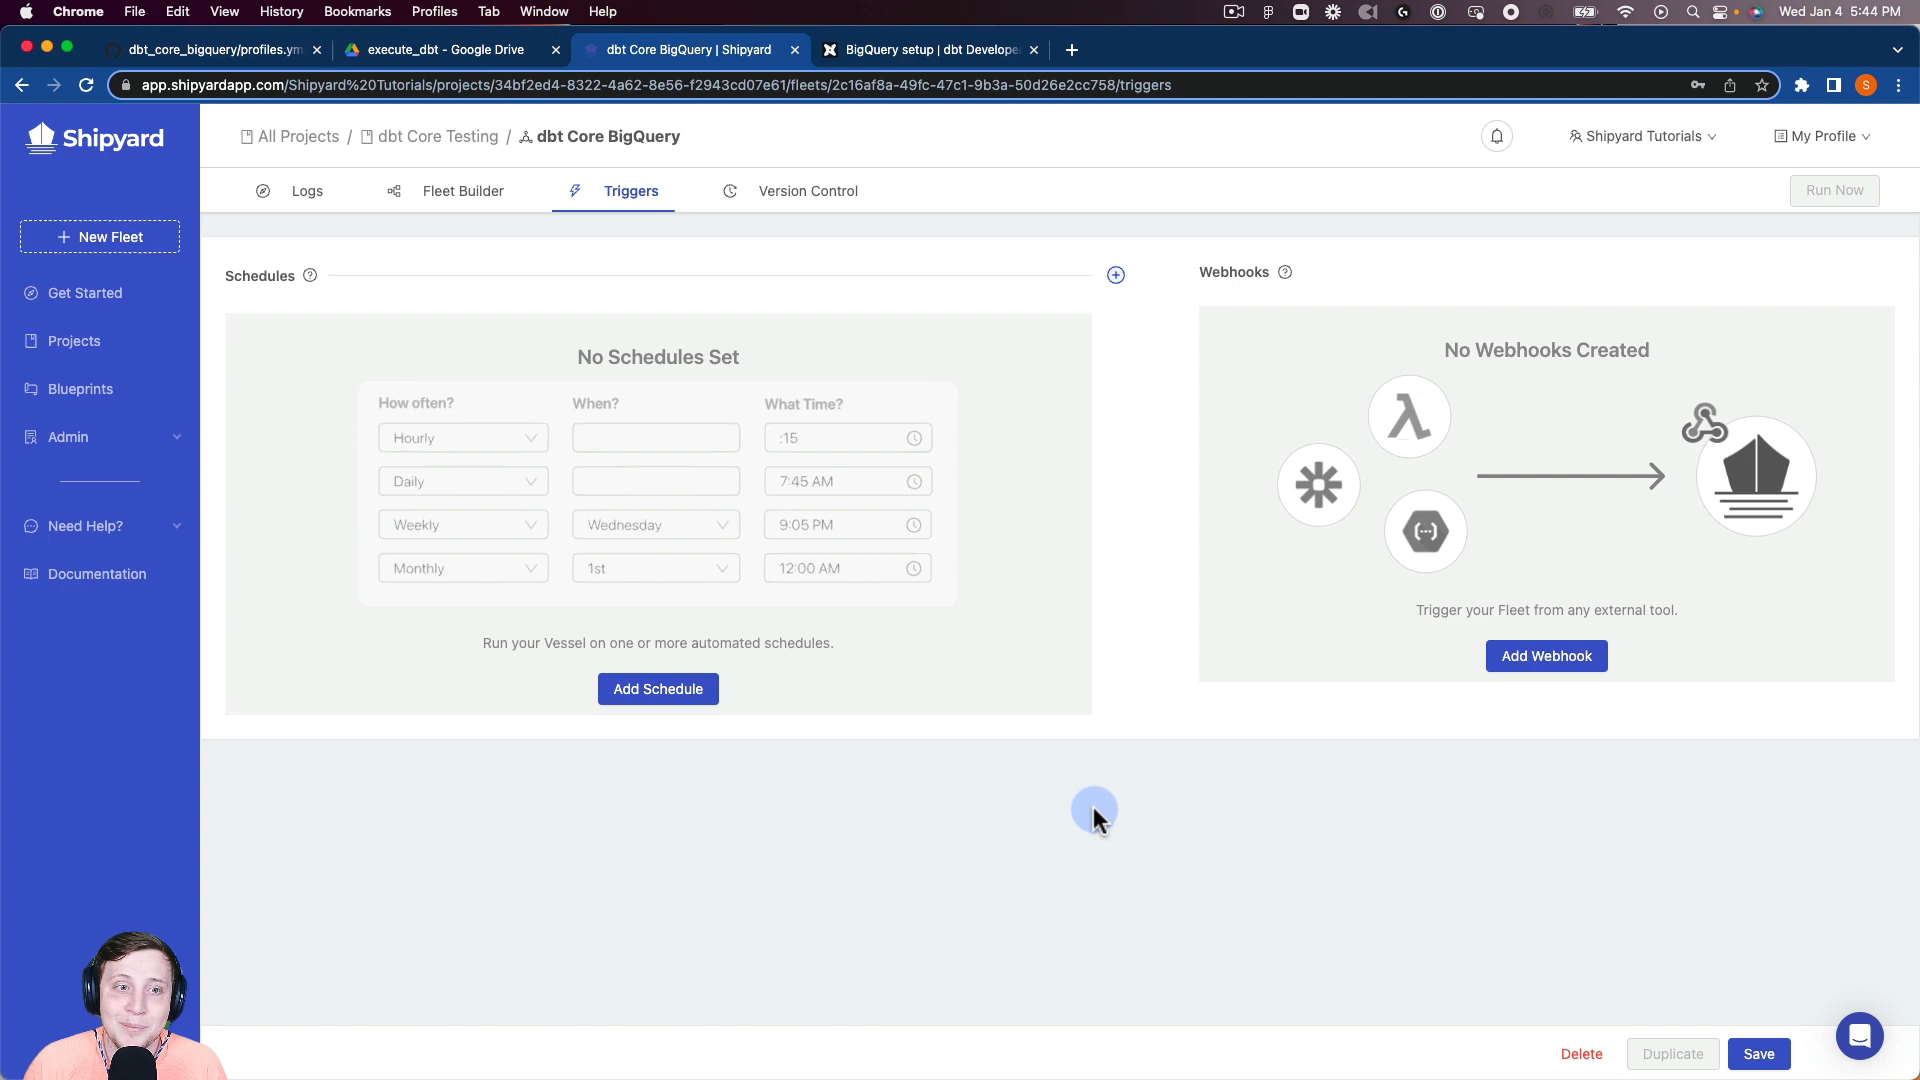 Chrome File Edit View History Bookmarks Profiles Tab Window Help Wed Jan 4 5:44 PM
dbt_core_bigquery/profiles.ym execute_dbt - Google Drive dbt Core BigQuery | Shipyard BigQuery setup | dbt Develope
app.shipyardapp.com/Shipyard%20Tutorials/projects/34bf2ed4-8322-4a62-8e56-f2943cd07e61/fleets/2c16af8a-49fc-47c1-9b3a-50d26e2cc758/triggers S
Shipyard
All Projects / dbt Core Testing / dbt Core BigQuery Shipyard Tutorials My Profile
Logs Fleet Builder Triggers Version Control Run Now
+ New Fleet
Get Started
Projects
Blueprints
Admin
Need Help?
Documentation
Schedules ?
No Schedules Set
How often? When? What Time?
Hourly :15
Daily 7:45 AM
Weekly Wednesday 9:05 PM
Monthly 1st 12:00 AM
Run your Vessel on one or more automated schedules.
Add Schedule
Webhooks ?
No Webhooks Created
Trigger your Fleet from any external tool.
Add Webhook
Delete Duplicate Save